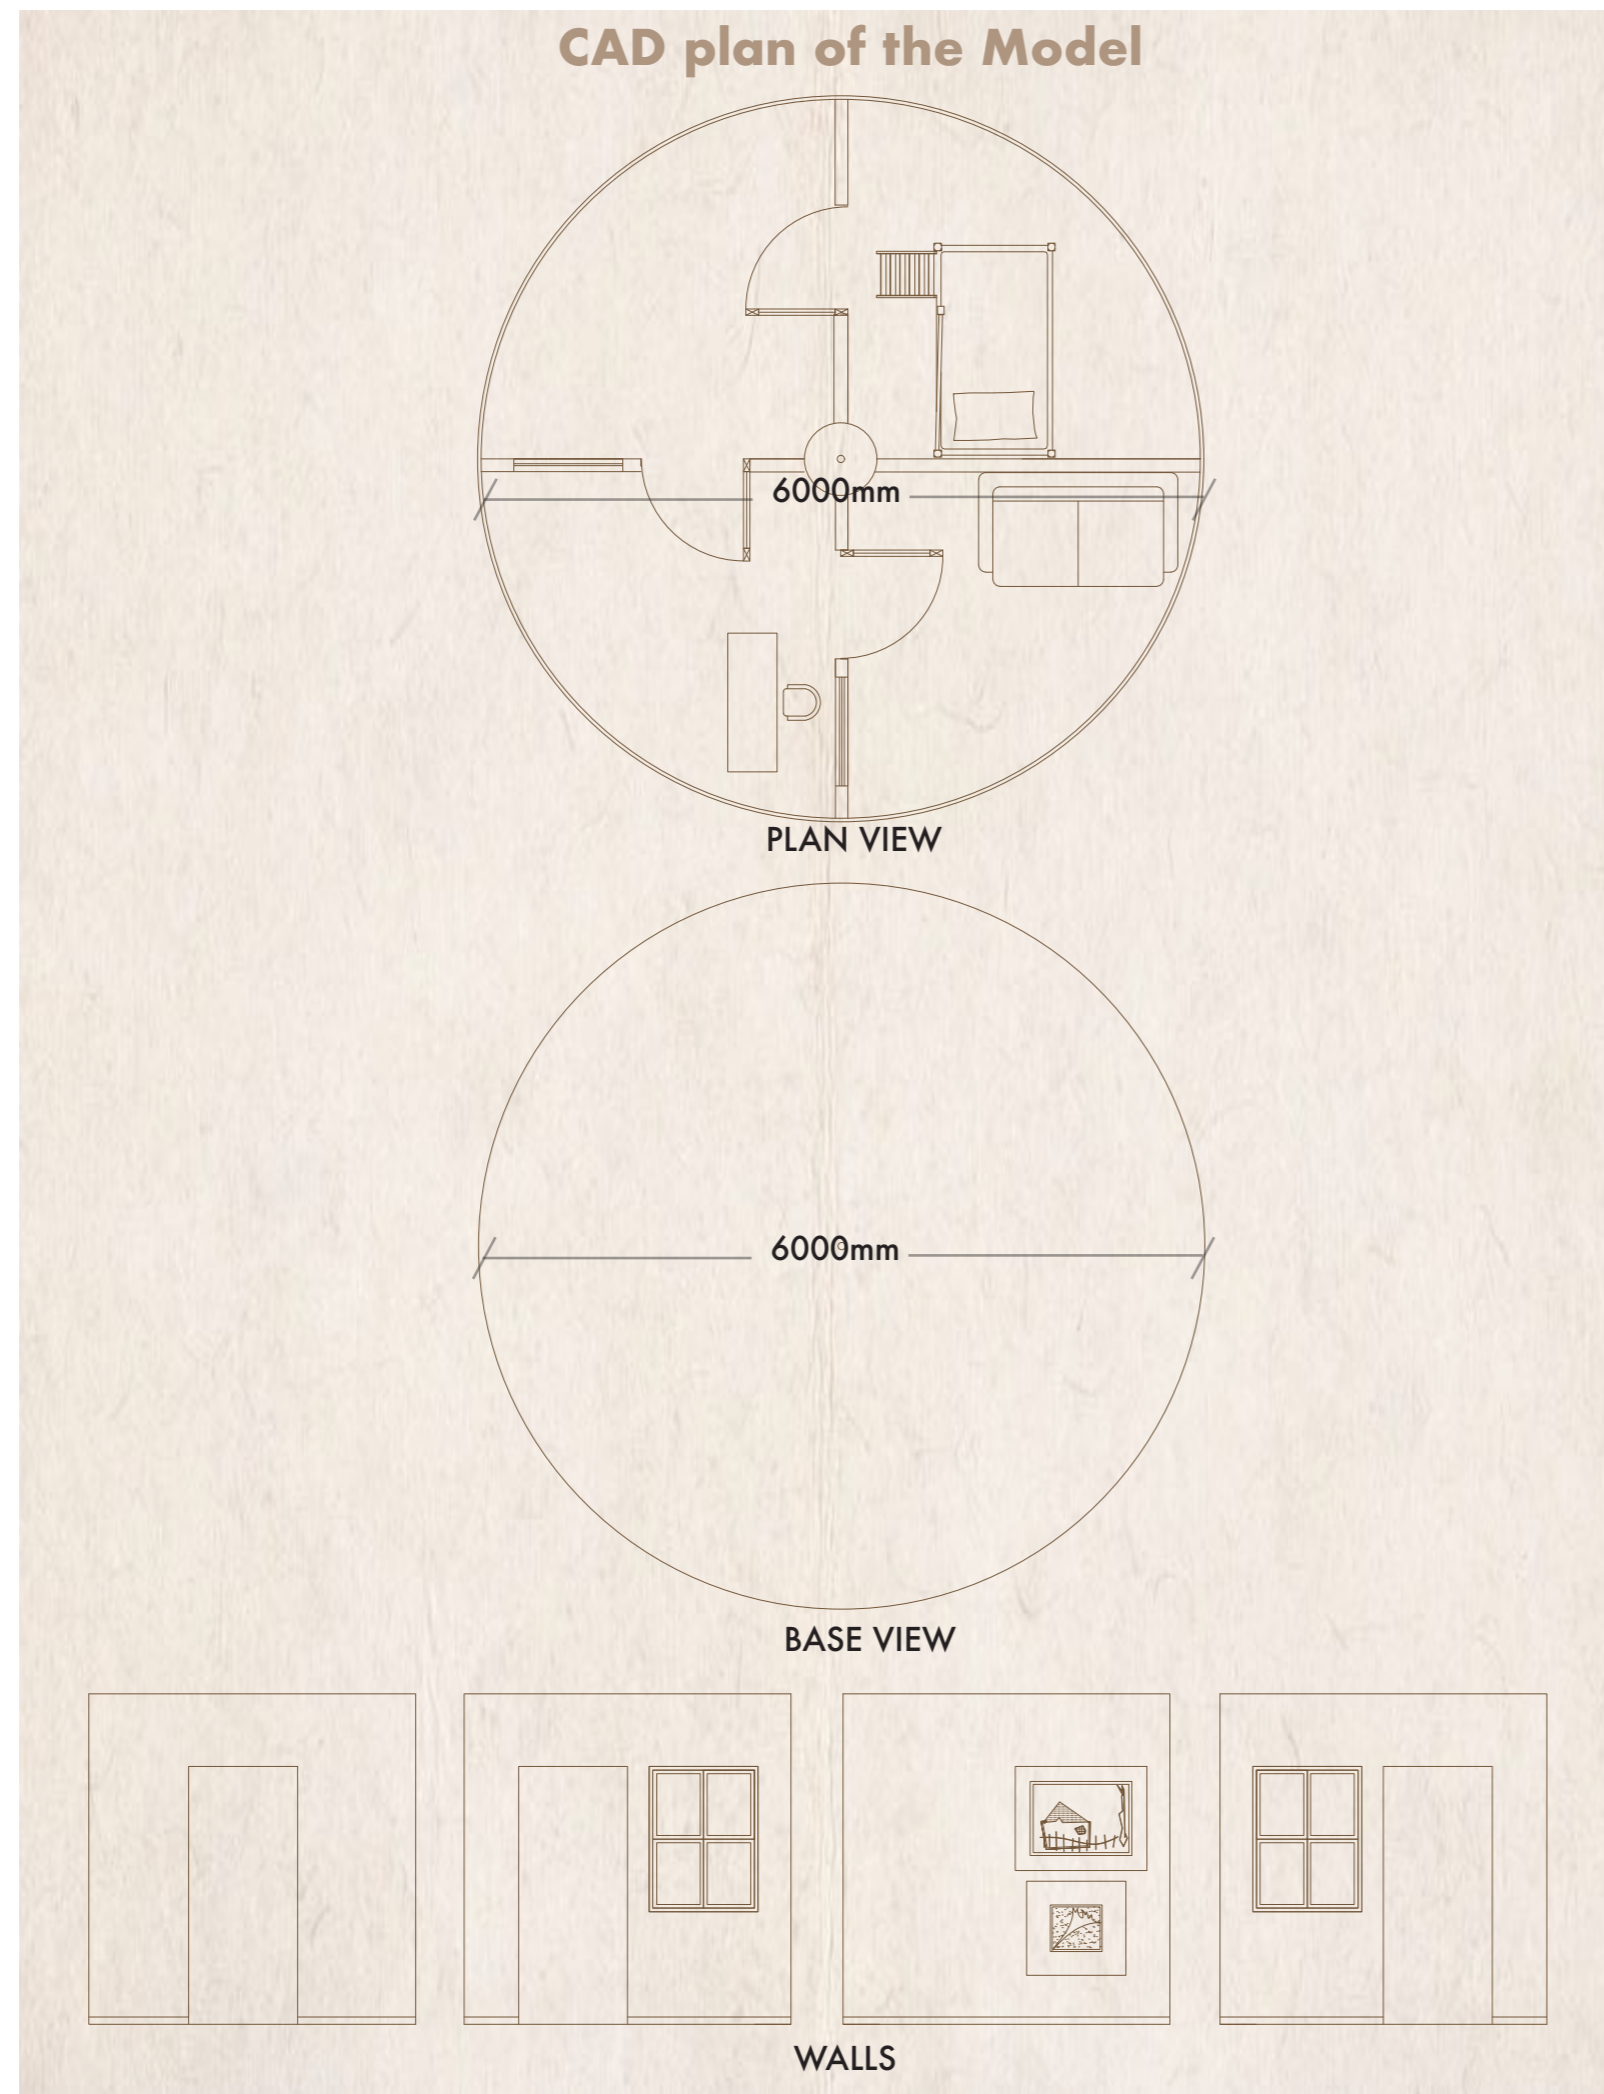 CAD plan of the Model
6000mm
PLAN VIEW
6000mm
BASE VIEW
WALLS